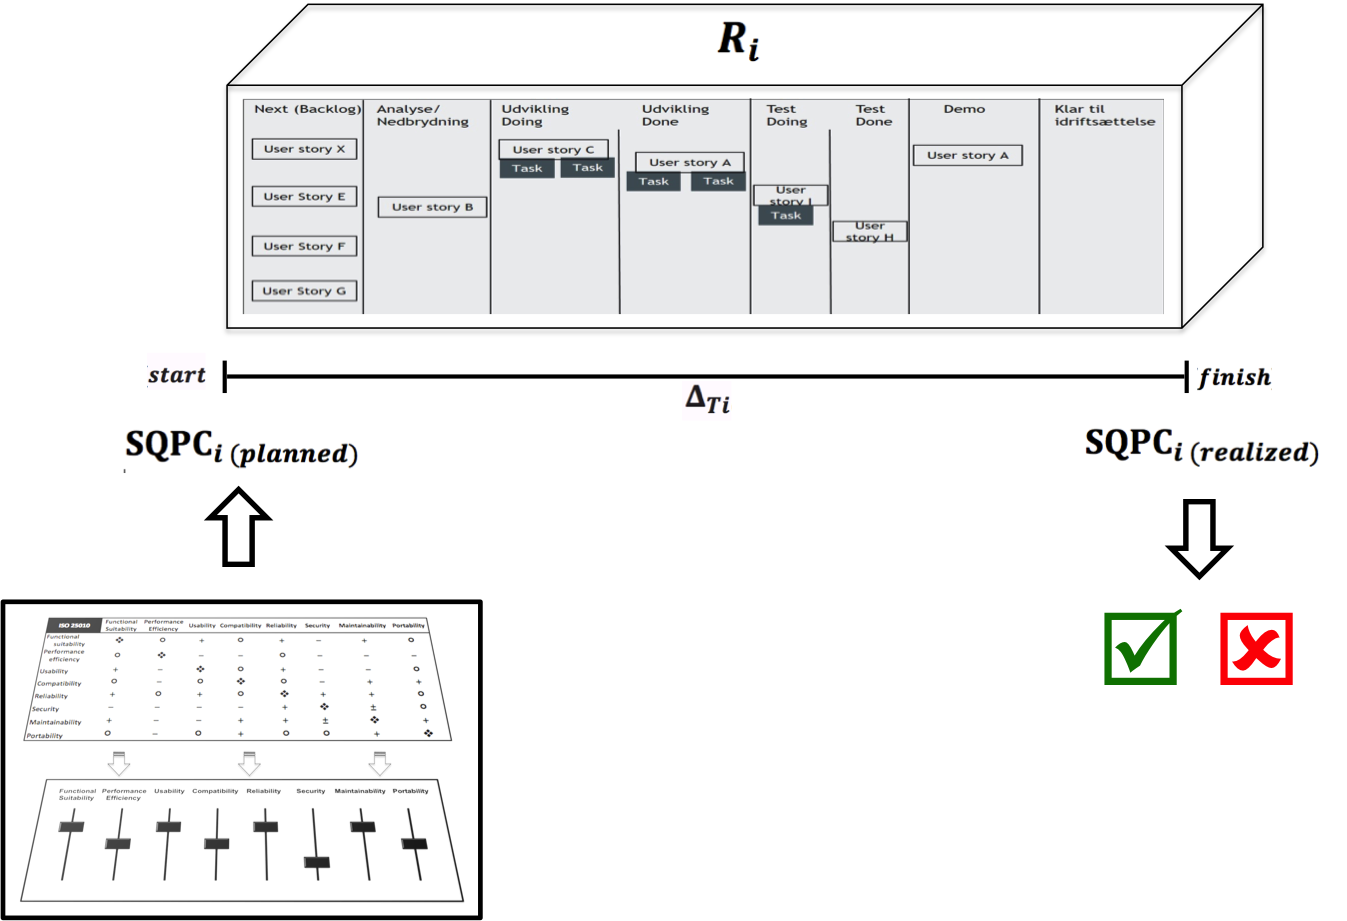 R_i
Next (Backlog) Analyse/ Nedbrydning Udvikling Doing Udvikling Done Test Doing Test Done Demo Klar til idriftsættelse
User story X
User Story E
User Story F
User Story G
User story B
User story C
Task Task
User story A
Task Task
User story I
Task
User story H
User story A
start finish
Δ_Ti
SQPC_i (planned) SQPC_i (realized)
ISO 25010 Functional Suitability Performance Efficiency Usability Compatibility Reliability Security Maintainability Portability
Functional suitability ❖ o + o + − + o
Performance efficiency o ❖ − − o − − −
Usability + − ❖ o + − − o
Compatibility o − o ❖ o − + +
Reliability + o + o ❖ + + o
Security − − − − + ❖ ± o
Maintainability + − − + + ± ❖ +
Portability o − o + o o + ❖
Functional Suitability Performance Efficiency Usability Compatibility Reliability Security Maintainability Portability